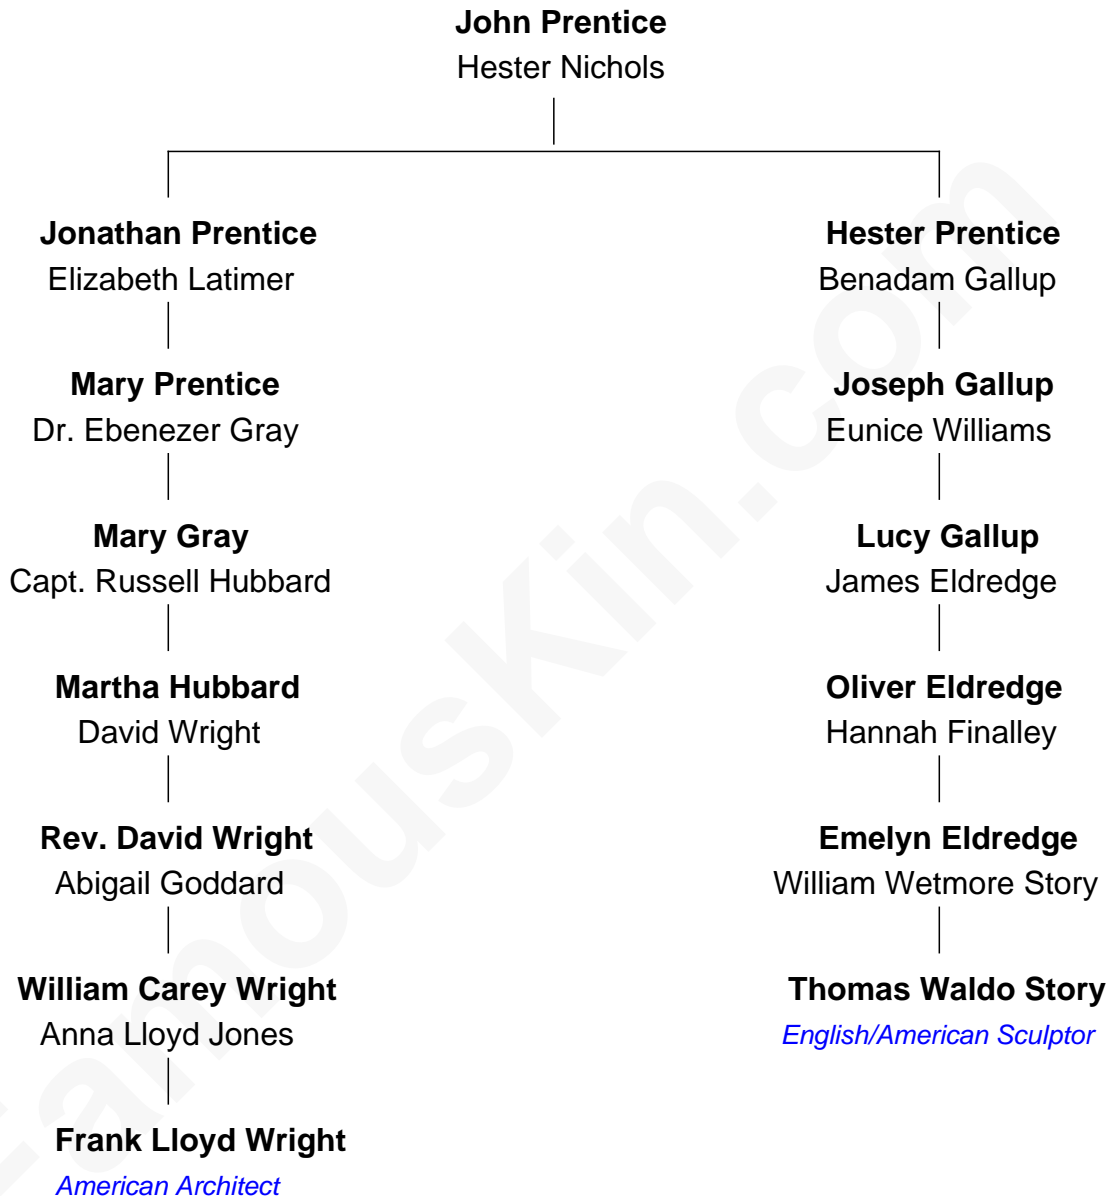 John Prentice
Hester Nichols
Jonathan Prentice
Elizabeth Latimer
Mary Prentice
Dr. Ebenezer Gray
Mary Gray
Capt. Russell Hubbard
Martha Hubbard
David Wright
Rev. David Wright
Abigail Goddard
William Carey Wright
Anna Lloyd Jones
Frank Lloyd Wright
American Architect
Hester Prentice
Benadam Gallup
Joseph Gallup
Eunice Williams
Lucy Gallup
James Eldredge
Oliver Eldredge
Hannah Finalley
Emelyn Eldredge
William Wetmore Story
Thomas Waldo Story
English/American Sculptor
FamousKin.com